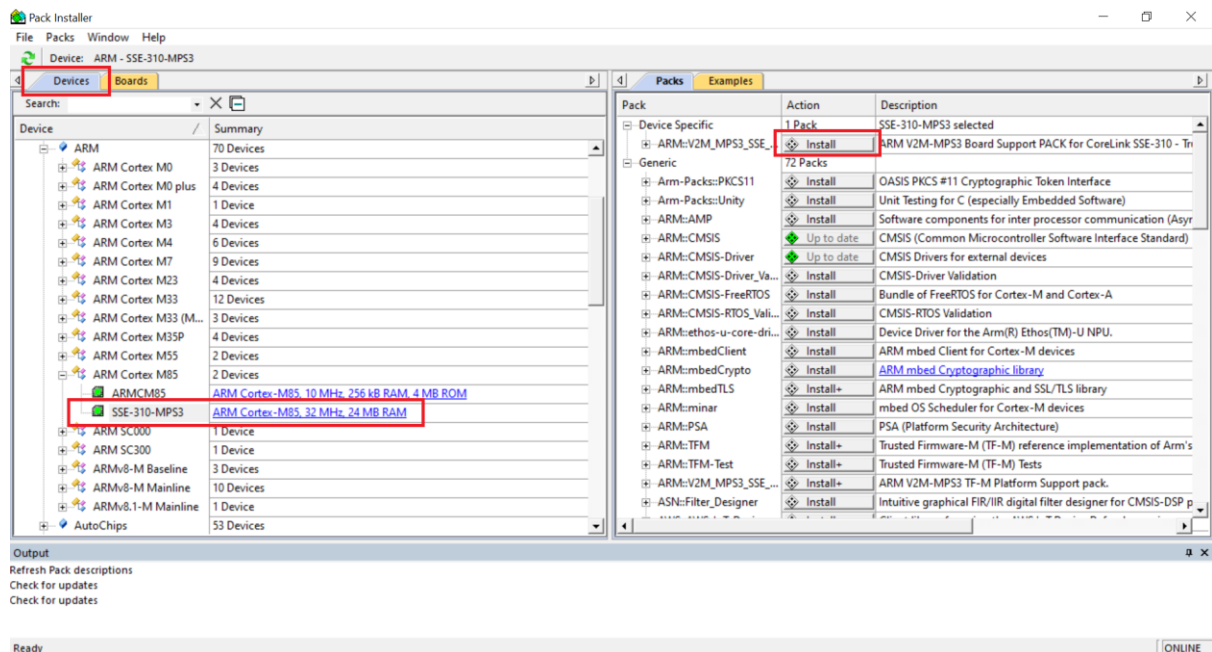 Pack Installer
File Packs Window Help
Device: ARM - SSE-310-MPS3
Devices Boards
Search:
Device Summary
ARM 70 Devices
ARM Cortex M0 3 Devices
ARM Cortex M0 plus 4 Devices
ARM Cortex M1 1 Device
ARM Cortex M3 4 Devices
ARM Cortex M4 6 Devices
ARM Cortex M7 9 Devices
ARM Cortex M23 4 Devices
ARM Cortex M33 12 Devices
ARM Cortex M33 (M... 3 Devices
ARM Cortex M35P 4 Devices
ARM Cortex M55 2 Devices
ARM Cortex M85 2 Devices
ARMCM85 ARM Cortex-M85, 10 MHz, 256 kB RAM, 4 MB ROM
SSE-310-MPS3 ARM Cortex-M85, 32 MHz, 24 MB RAM
ARM SC000 1 Device
ARM SC300 1 Device
ARMv8-M Baseline 3 Devices
ARMv8-M Mainline 10 Devices
ARMv8.1-M Mainline 1 Device
AutoChips 53 Devices
Packs Examples
Pack Action Description
Device Specific 1 Pack SSE-310-MPS3 selected
ARM::V2M_MPS3_SSE_... Install ARM V2M-MPS3 Board Support PACK for CoreLink SSE-310 - Tr
Generic 72 Packs
Arm-Packs::PKCS11 Install OASIS PKCS #11 Cryptographic Token Interface
Arm-Packs::Unity Install Unit Testing for C (especially Embedded Software)
ARM::AMP Install Software components for inter processor communication (Asyr
ARM::CMSIS Up to date CMSIS (Common Microcontroller Software Interface Standard)
ARM::CMSIS-Driver Up to date CMSIS Drivers for external devices
ARM::CMSIS-Driver_Va... Install CMSIS-Driver Validation
ARM::CMSIS-FreeRTOS Install Bundle of FreeRTOS for Cortex-M and Cortex-A
ARM::CMSIS-RTOS_Vali... Install CMSIS-RTOS Validation
ARM::ethos-u-core-dri... Install Device Driver for the Arm(R) Ethos(TM)-U NPU.
ARM::mbedClient Install ARM mbed Client for Cortex-M devices
ARM::mbedCrypto Install ARM mbed Cryptographic library
ARM::mbedTLS Install+ ARM mbed Cryptographic and SSL/TLS library
ARM::minar Install mbed OS Scheduler for Cortex-M devices
ARM::PSA Install PSA (Platform Security Architecture)
ARM::TFM Install+ Trusted Firmware-M (TF-M) reference implementation of Arm's
ARM::TFM-Test Install+ Trusted Firmware-M (TF-M) Tests
ARM::V2M_MPS3_SSE_... Install+ ARM V2M-MPS3 TF-M Platform Support pack.
ASN::Filter_Designer Install Intuitive graphical FIR/IIR digital filter designer for CMSIS-DSP p
Output
Refresh Pack descriptions
Check for updates
Check for updates
Ready ONLINE